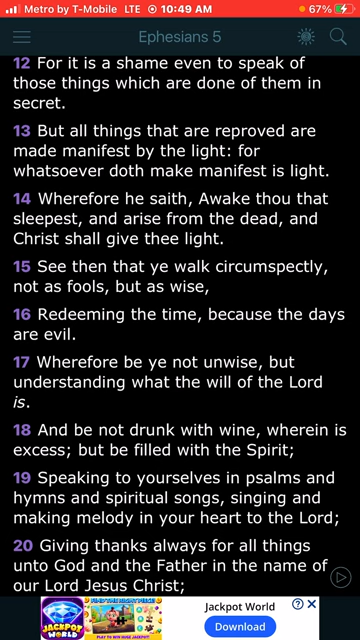 Metro by T-Mobile LTE 10:49 AM 67%
Ephesians 5
12 For it is a shame even to speak of
those things which are done of them in
secret.
13 But all things that are reproved are
made manifest by the light: for
whatsoever doth make manifest is light.
14 Wherefore he saith, Awake thou that
sleepest, and arise from the dead, and
Christ shall give thee light.
15 See then that ye walk circumspectly,
not as fools, but as wise,
16 Redeeming the time, because the days
are evil.
17 Wherefore be ye not unwise, but
understanding what the will of the Lord
is.
18 And be not drunk with wine, wherein is
excess; but be filled with the Spirit;
19 Speaking to yourselves in psalms and
hymns and spiritual songs, singing and
making melody in your heart to the Lord;
20 Giving thanks always for all things
unto God and the Father in the name of
our Lord Jesus Christ;
JACKPOT
WORLD
Jackpot World
Download